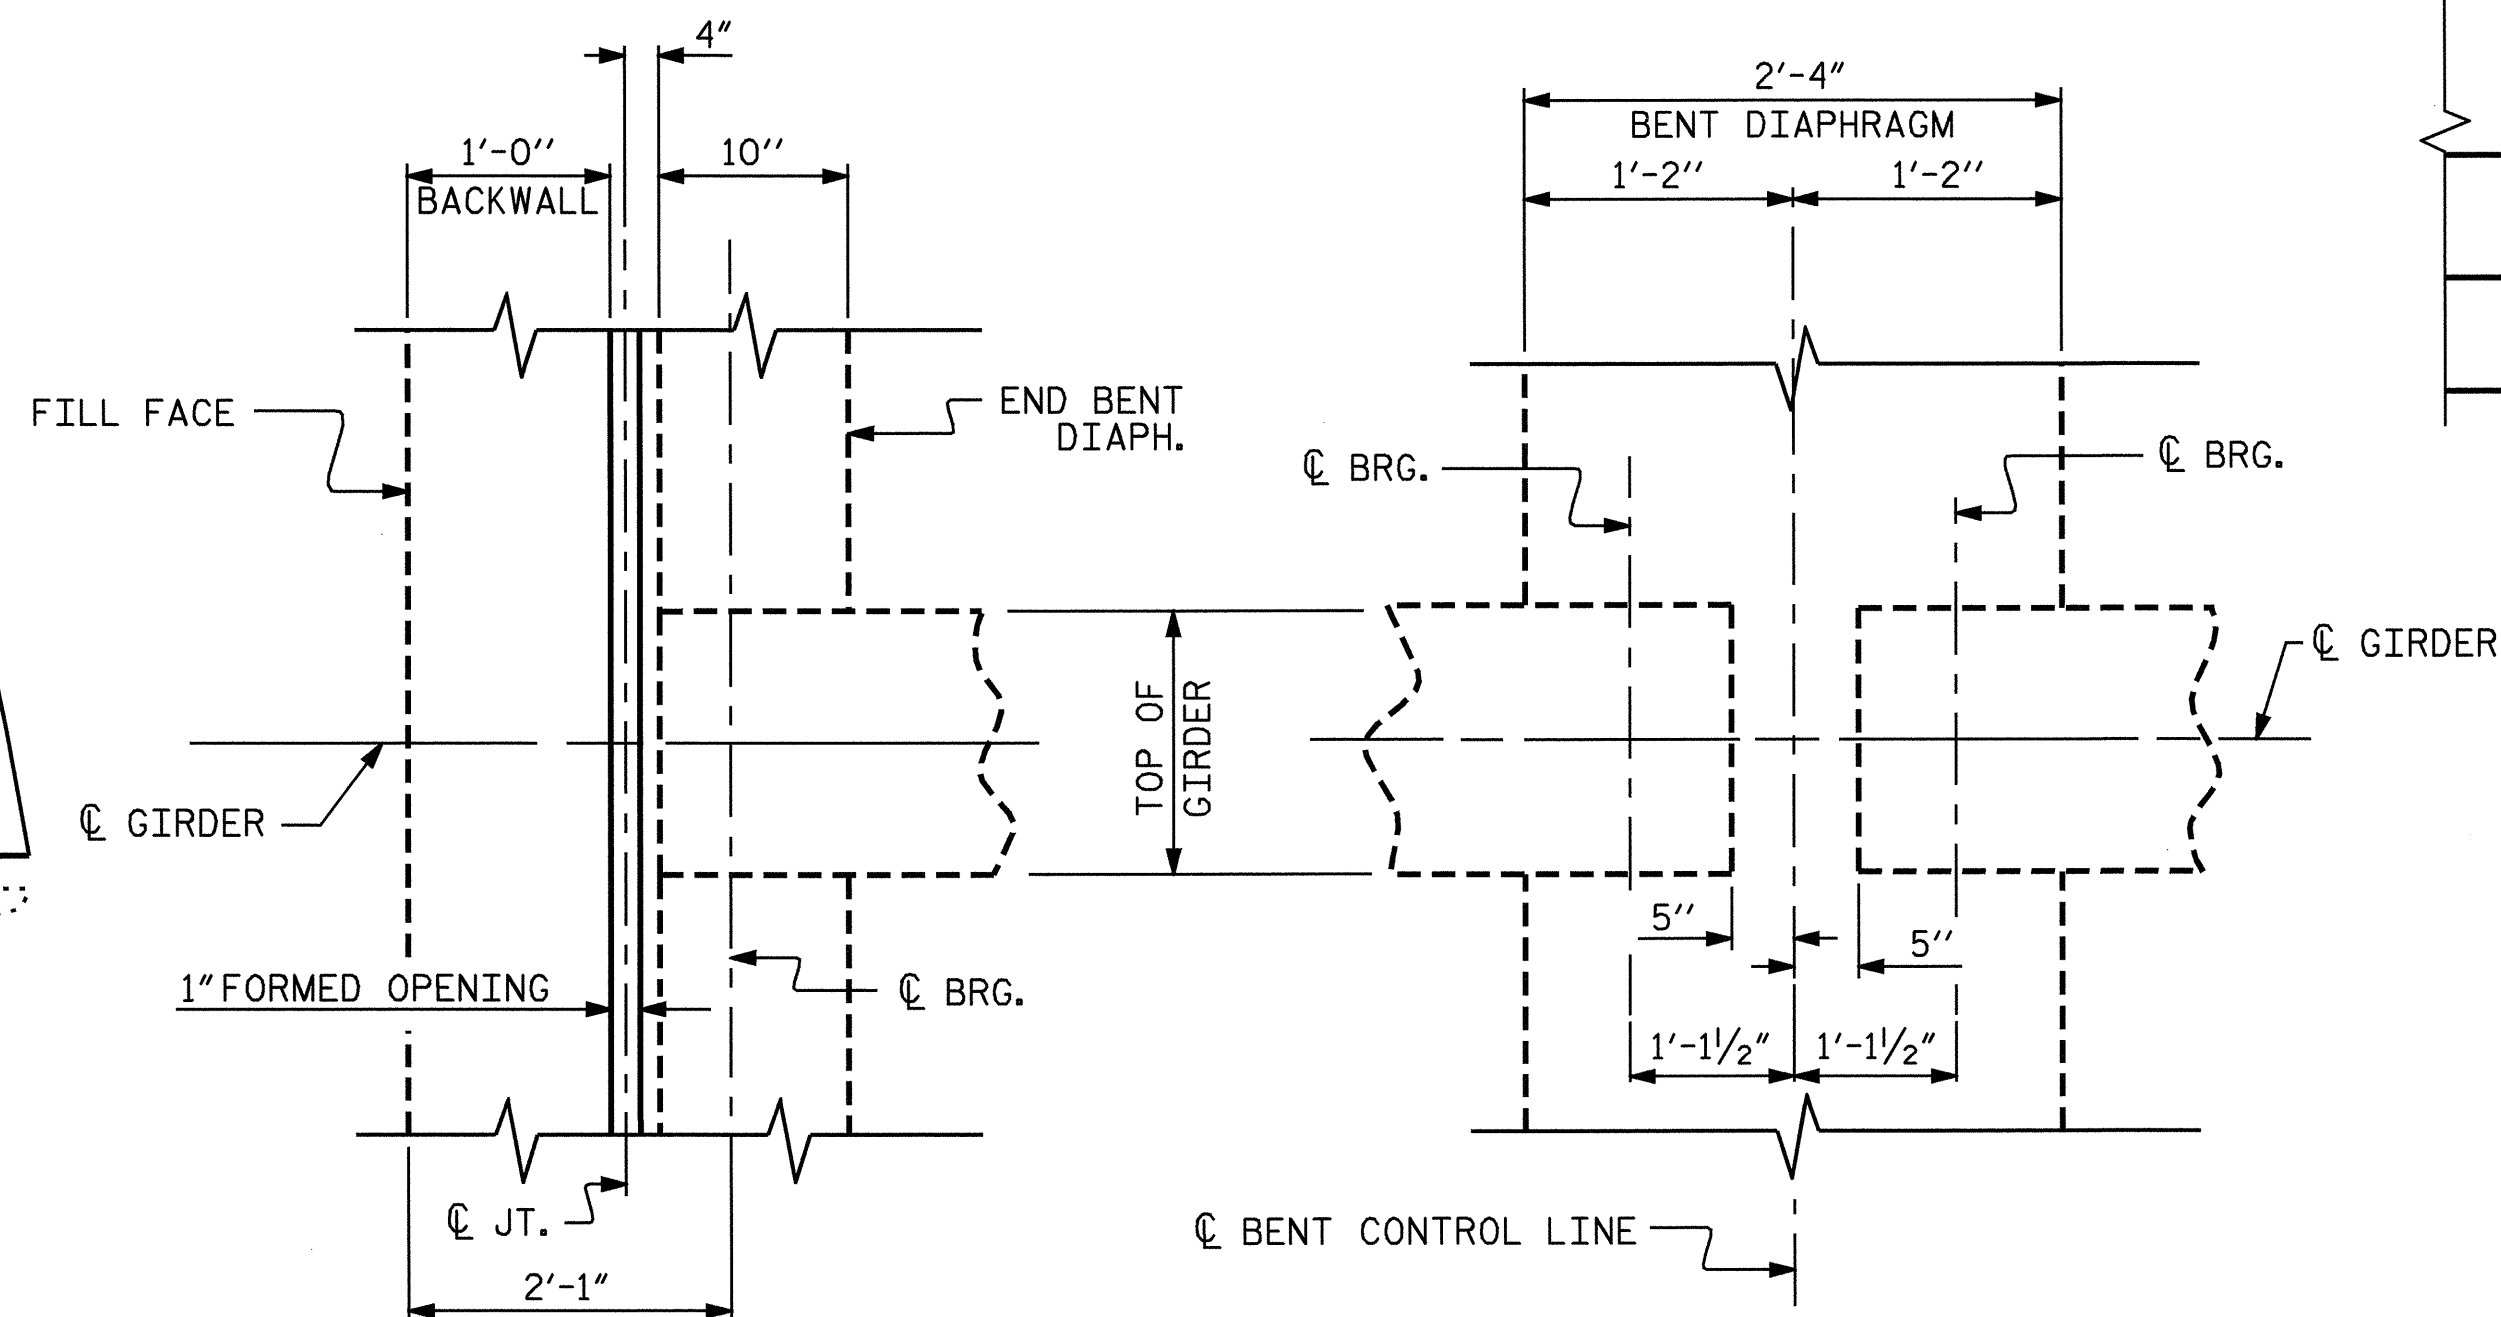 4"
1'-0"
10"
BACKWALL
FILL FACE
END BENT
DIAPH.
℄ GIRDER
1" FORMED OPENING
℄ BRG.
℄ JT.
2'-1"
TOP OF
GIRDER
2'-4"
BENT DIAPHRAGM
1'-2"
1'-2"
℄ BRG.
℄ BRG.
℄ GIRDER
5"
5"
1'-1½"
1'-1½"
℄ BENT CONTROL LINE